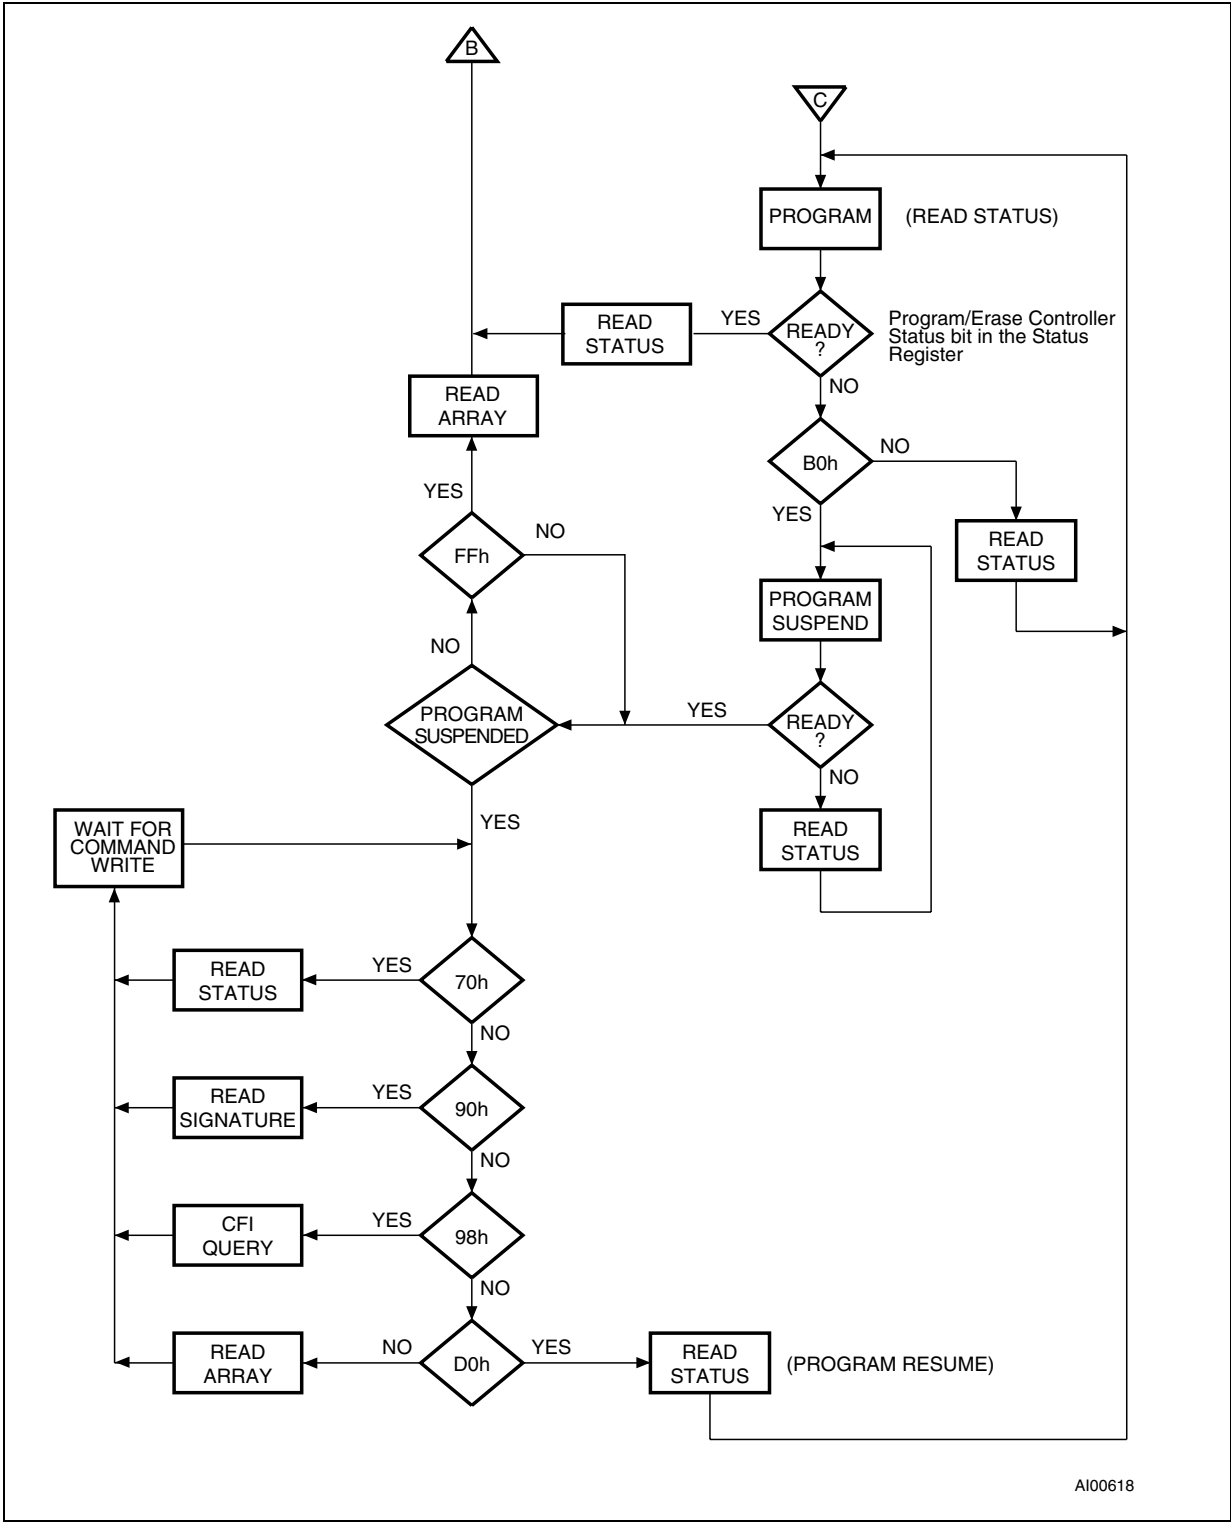 B
C
PROGRAM
(READ STATUS)
READ
STATUS
YES
READY
?
Program/Erase Controller
Status bit in the Status
Register
NO
READ
ARRAY
B0h
NO
YES
YES
FFh
NO
READ
STATUS
PROGRAM
SUSPEND
NO
PROGRAM
SUSPENDED
YES
READY
?
NO
YES
WAIT FOR
COMMAND
WRITE
READ
STATUS
READ
STATUS
YES
70h
NO
READ
SIGNATURE
YES
90h
NO
CFI
QUERY
YES
98h
NO
READ
ARRAY
NO
D0h
YES
READ
STATUS
(PROGRAM RESUME)
AI00618